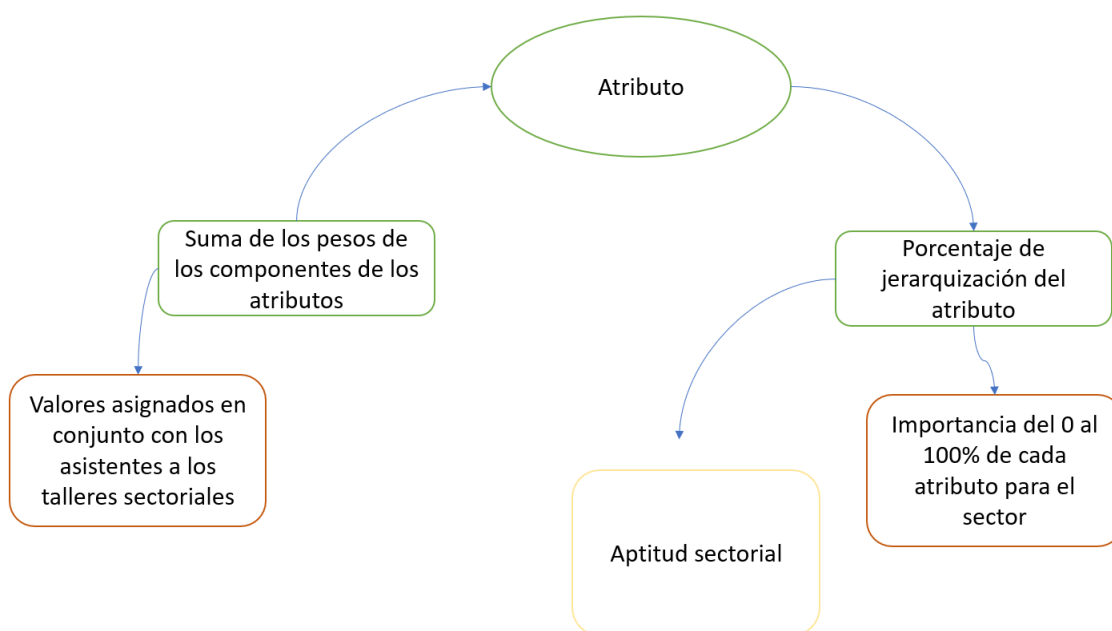 Atributo
Suma de los pesos de
los componentes de los
atributos
Porcentaje de
jerarquización del
atributo
Valores asignados en
conjunto con los
asistentes a los
talleres sectoriales
Importancia del 0 al
100% de cada
atributo para el
sector
Aptitud sectorial